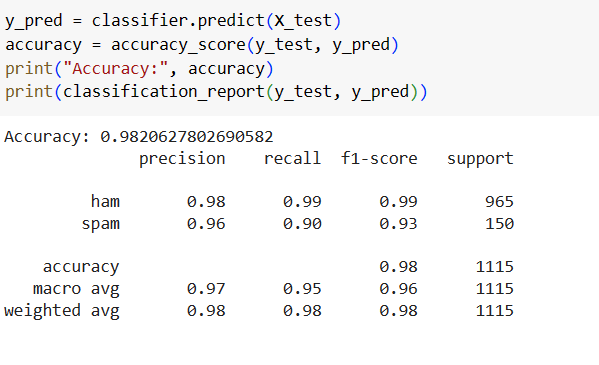 y_pred = classifier.predict(X_test)
accuracy = accuracy_score(y_test, y_pred)
print("Accuracy:", accuracy)
print(classification_report(y_test, y_pred))
Accuracy: 0.9820627802690582
precision recall f1-score support
ham 0.98 0.99 0.99 965
spam 0.96 0.90 0.93 150
accuracy 0.98 1115
macro avg 0.97 0.95 0.96 1115
weighted avg 0.98 0.98 0.98 1115